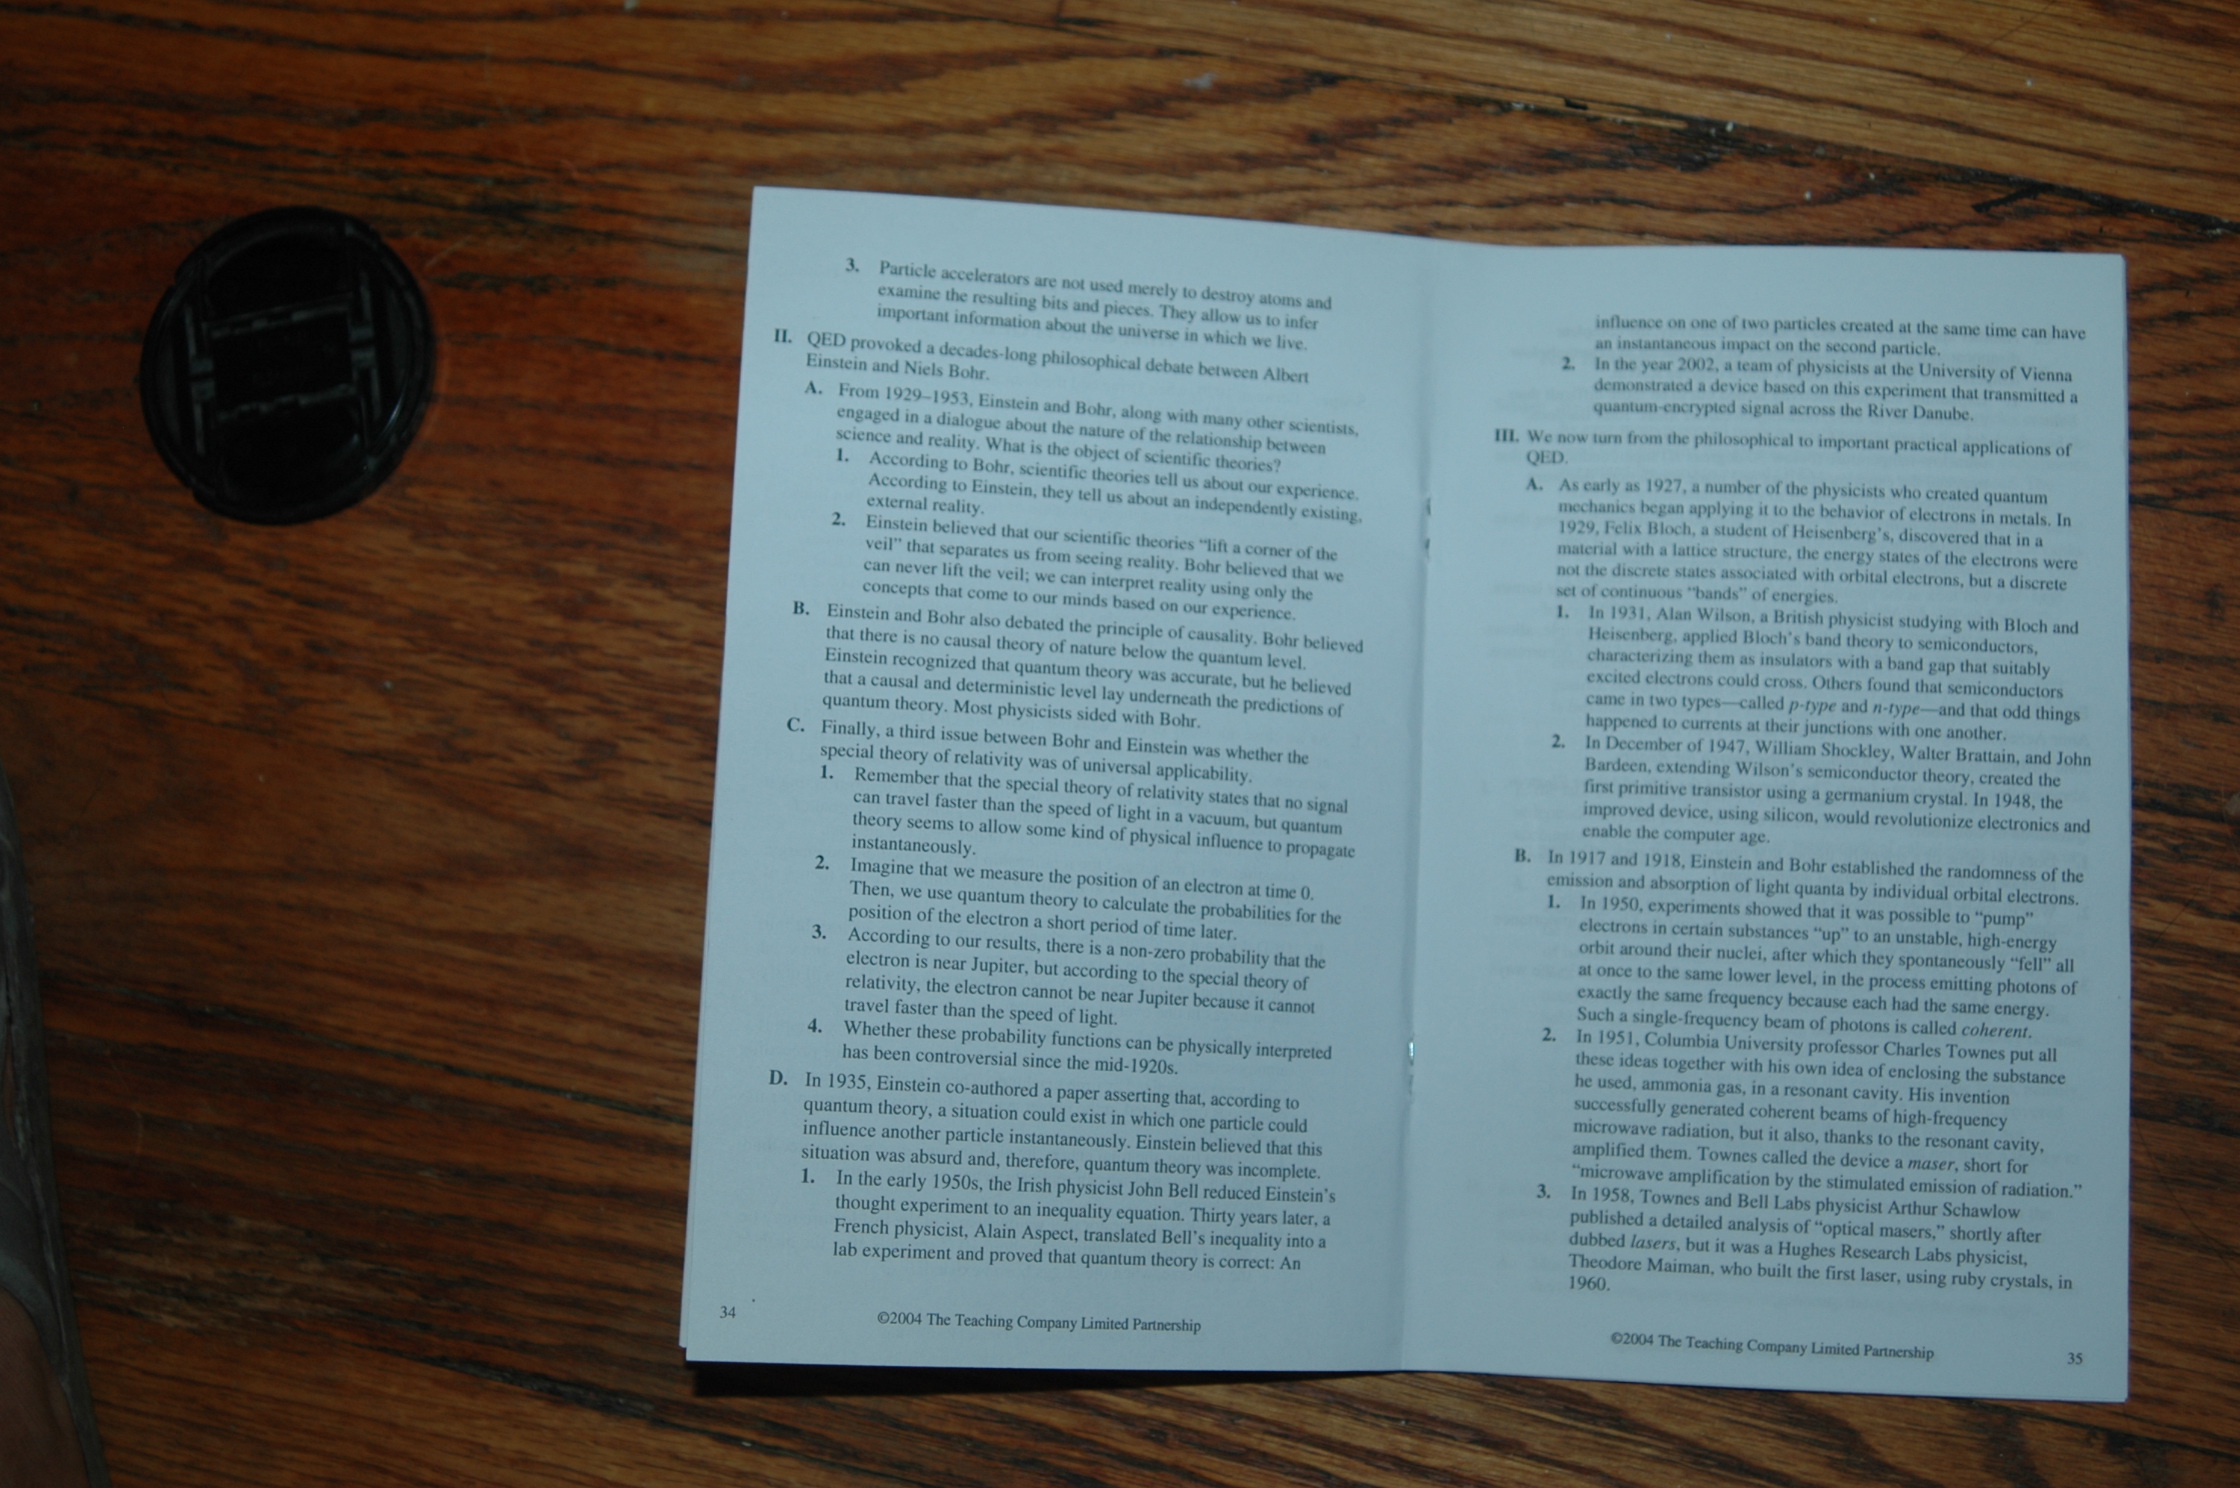 3. Particle accelerators are not used merely to destroy atoms and
examine the resulting bits and pieces. They allow us to infer
important information about the universe in which we live.
II. QED provoked a decades-long philosophical debate between Albert
Einstein and Niels Bohr.
A. From 1929–1953, Einstein and Bohr, along with many other scientists,
engaged in a dialogue about the nature of the relationship between
science and reality. What is the object of scientific theories?
1. According to Bohr, scientific theories tell us about our experience.
According to Einstein, they tell us about an independently existing,
external reality.
2. Einstein believed that our scientific theories “lift a corner of the
veil” that separates us from seeing reality. Bohr believed that we
can never lift the veil; we can interpret reality using only the
concepts that come to our minds based on our experience.
B. Einstein and Bohr also debated the principle of causality. Bohr believed
that there is no causal theory of nature below the quantum level.
Einstein recognized that quantum theory was accurate, but he believed
that a causal and deterministic level lay underneath the predictions of
quantum theory. Most physicists sided with Bohr.
C. Finally, a third issue between Bohr and Einstein was whether the
special theory of relativity was of universal applicability.
1. Remember that the special theory of relativity states that no signal
can travel faster than the speed of light in a vacuum, but quantum
theory seems to allow some kind of physical influence to propagate
instantaneously.
2. Imagine that we measure the position of an electron at time 0.
Then, we use quantum theory to calculate the probabilities for the
position of the electron a short period of time later.
3. According to our results, there is a non-zero probability that the
electron is near Jupiter, but according to the special theory of
relativity, the electron cannot be near Jupiter because it cannot
travel faster than the speed of light.
4. Whether these probability functions can be physically interpreted
has been controversial since the mid-1920s.
D. In 1935, Einstein co-authored a paper asserting that, according to
quantum theory, a situation could exist in which one particle could
influence another particle instantaneously. Einstein believed that this
situation was absurd and, therefore, quantum theory was incomplete.
1. In the early 1950s, the Irish physicist John Bell reduced Einstein’s
thought experiment to an inequality equation. Thirty years later, a
French physicist, Alain Aspect, translated Bell’s inequality into a
lab experiment and proved that quantum theory is correct: An
34 ©2004 The Teaching Company Limited Partnership
influence on one of two particles created at the same time can have
an instantaneous impact on the second particle.
2. In the year 2002, a team of physicists at the University of Vienna
demonstrated a device based on this experiment that transmitted a
quantum-encrypted signal across the River Danube.
III. We now turn from the philosophical to important practical applications of
QED.
A. As early as 1927, a number of the physicists who created quantum
mechanics began applying it to the behavior of electrons in metals. In
1929, Felix Bloch, a student of Heisenberg’s, discovered that in a
material with a lattice structure, the energy states of the electrons were
not the discrete states associated with orbital electrons, but a discrete
set of continuous “bands” of energies.
1. In 1931, Alan Wilson, a British physicist studying with Bloch and
Heisenberg, applied Bloch’s band theory to semiconductors,
characterizing them as insulators with a band gap that suitably
excited electrons could cross. Others found that semiconductors
came in two types—called p-type and n-type—and that odd things
happened to currents at their junctions with one another.
2. In December of 1947, William Shockley, Walter Brattain, and John
Bardeen, extending Wilson’s semiconductor theory, created the
first primitive transistor using a germanium crystal. In 1948, the
improved device, using silicon, would revolutionize electronics and
enable the computer age.
B. In 1917 and 1918, Einstein and Bohr established the randomness of the
emission and absorption of light quanta by individual orbital electrons.
1. In 1950, experiments showed that it was possible to “pump”
electrons in certain substances “up” to an unstable, high-energy
orbit around their nuclei, after which they spontaneously “fell” all
at once to the same lower level, in the process emitting photons of
exactly the same frequency because each had the same energy.
Such a single-frequency beam of photons is called coherent.
2. In 1951, Columbia University professor Charles Townes put all
these ideas together with his own idea of enclosing the substance
he used, ammonia gas, in a resonant cavity. His invention
successfully generated coherent beams of high-frequency
microwave radiation, but it also, thanks to the resonant cavity,
amplified them. Townes called the device a maser, short for
“microwave amplification by the stimulated emission of radiation.”
3. In 1958, Townes and Bell Labs physicist Arthur Schawlow
published a detailed analysis of “optical masers,” shortly after
dubbed lasers, but it was a Hughes Research Labs physicist,
Theodore Maiman, who built the first laser, using ruby crystals, in
1960.
©2004 The Teaching Company Limited Partnership 35